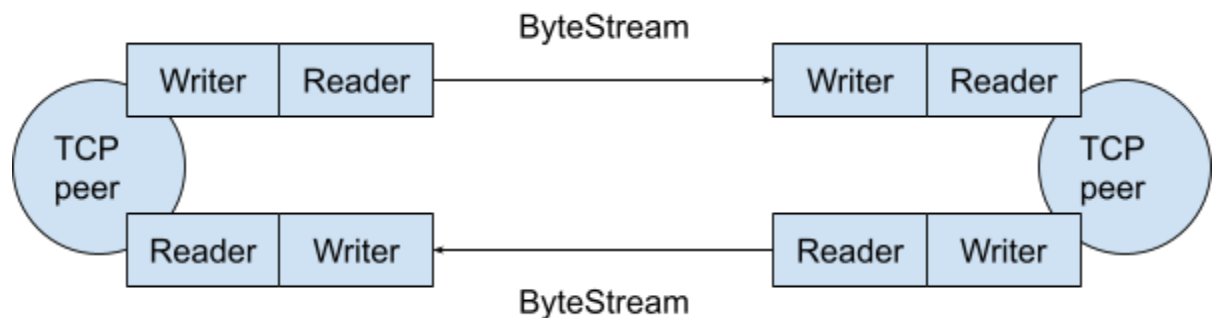 ByteStream
Writer Reader Writer Reader
TCP
peer
TCP
peer
Reader Writer Reader Writer
ByteStream